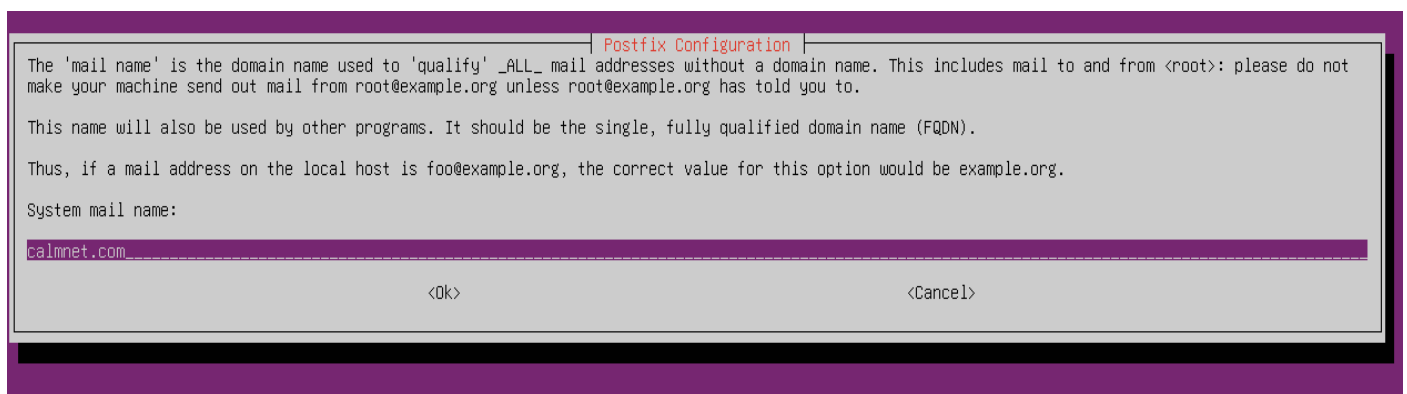 Postfix Configuration
The 'mail name' is the domain name used to 'qualify' _ALL_ mail addresses without a domain name. This includes mail to and from <root>: please do not
make your machine send out mail from root@example.org unless root@example.org has told you to.
This name will also be used by other programs. It should be the single, fully qualified domain name (FQDN).
Thus, if a mail address on the local host is foo@example.org, the correct value for this option would be example.org.
System mail name:
calmnet.com
<Ok> <Cancel>